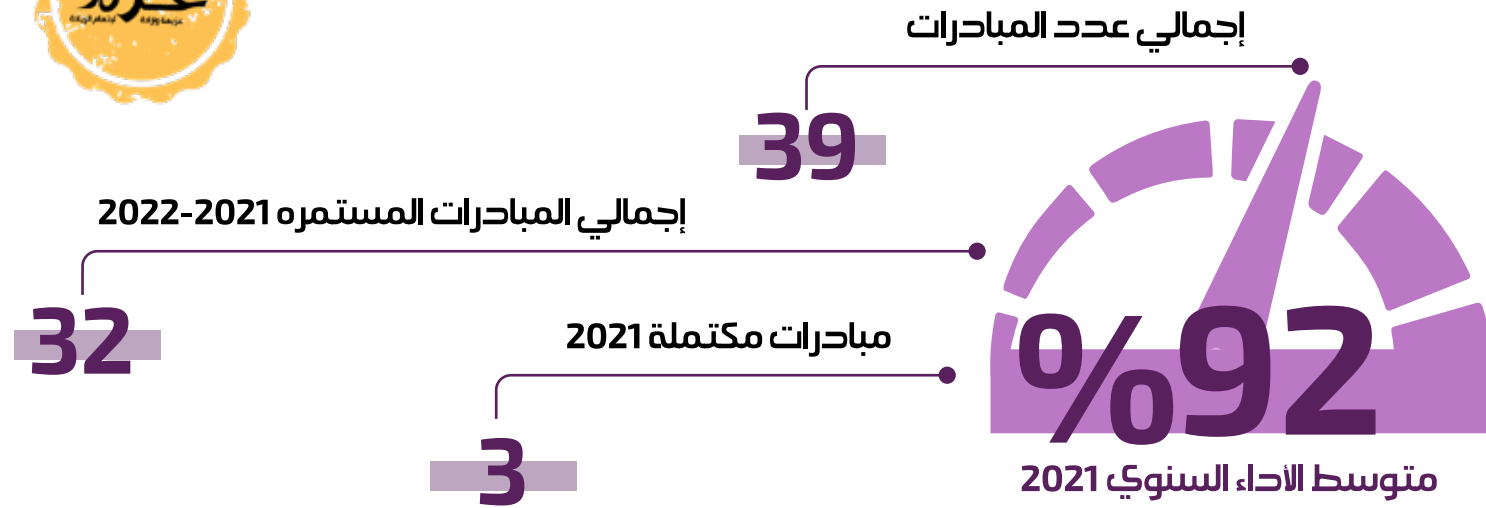 إجمالي عدد المبادرات
39
إجمالي المبادرات المستمره 2021-2022
32
مبادرات مكتملة 2021
3
%92
متوسط الأداء السنوي 2021